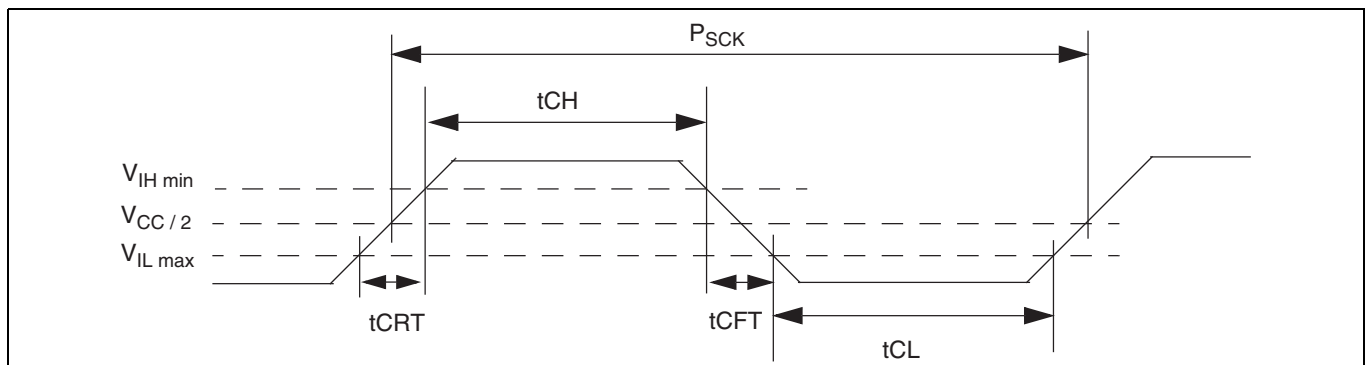 PSCK
tCH
VIH min
VCC / 2
VIL max
tCRT
tCFT
tCL